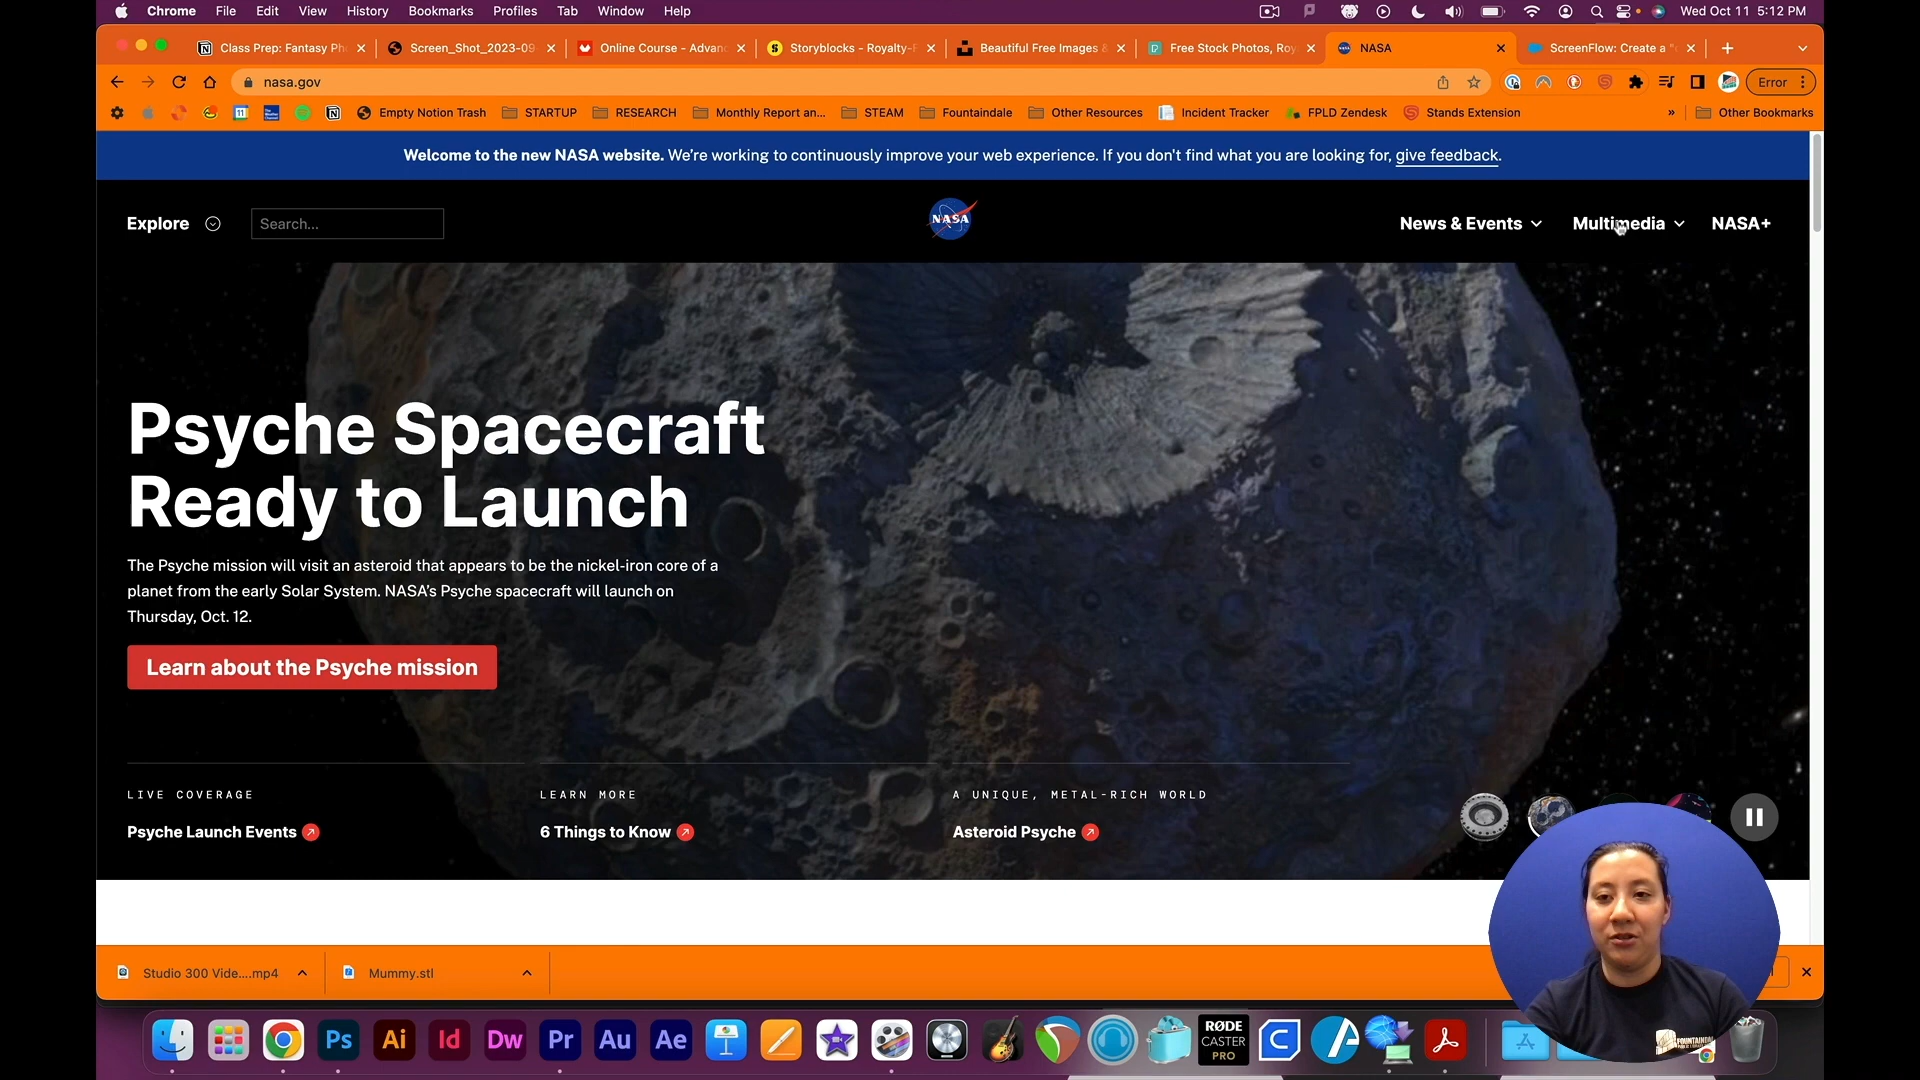 Chrome File Edit View History Bookmarks Profiles Tab Window Help Wed Oct 11 5:12 PM
Class Prep: Fantasy Ph Screen_Shot_2023-09- Online Course - Advanc Storyblocks - Royalty-F Beautiful Free Images & Free Stock Photos, Roy NASA ScreenFlow: Create a "
nasa.gov Error
Empty Notion Trash STARTUP RESEARCH Monthly Report an... STEAM Fountaindale Other Resources Incident Tracker FPLD Zendesk Stands Extension » Other Bookmarks
Welcome to the new NASA website. We're working to continuously improve your web experience. If you don't find what you are looking for, give feedback.
Explore Search... NASA News & Events Multimedia NASA+
Psyche Spacecraft
Ready to Launch
The Psyche mission will visit an asteroid that appears to be the nickel-iron core of a
planet from the early Solar System. NASA's Psyche spacecraft will launch on
Thursday, Oct. 12.
Learn about the Psyche mission
LIVE COVERAGE LEARN MORE A UNIQUE, METAL-RICH WORLD
Psyche Launch Events 6 Things to Know Asteroid Psyche
Studio 300 Vide....mp4 Mummy.stl
Ps Ai Id Dw Pr Au Ae RØDE
CASTER
PRO